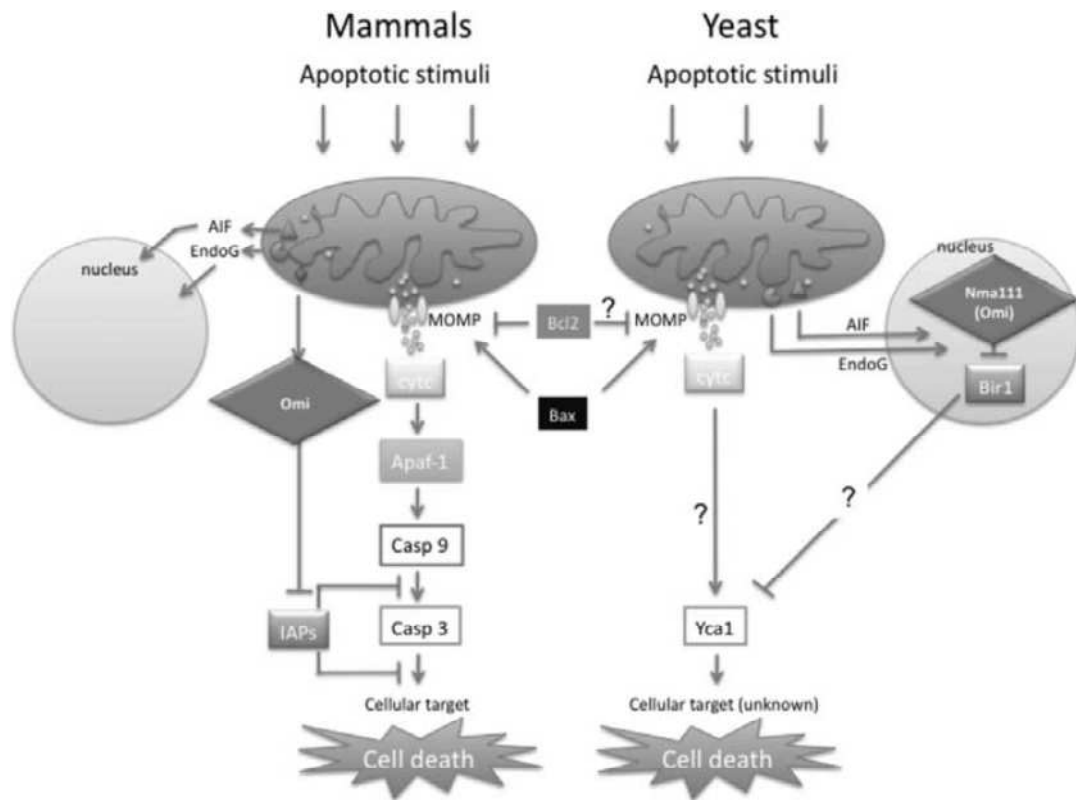 Mammals
Apoptotic stimuli
AIF
EndoG
nucleus
MOMP
cytc
Omi
Apaf-1
Casp 9
IAPs
Casp 3
Cellular target
Cell death
Bcl2
?
Bax
Yeast
Apoptotic stimuli
MOMP
cytc
nucleus
Nma111
(Omi)
AIF
EndoG
Bir1
?
?
Yca1
Cellular target (unknown)
Cell death